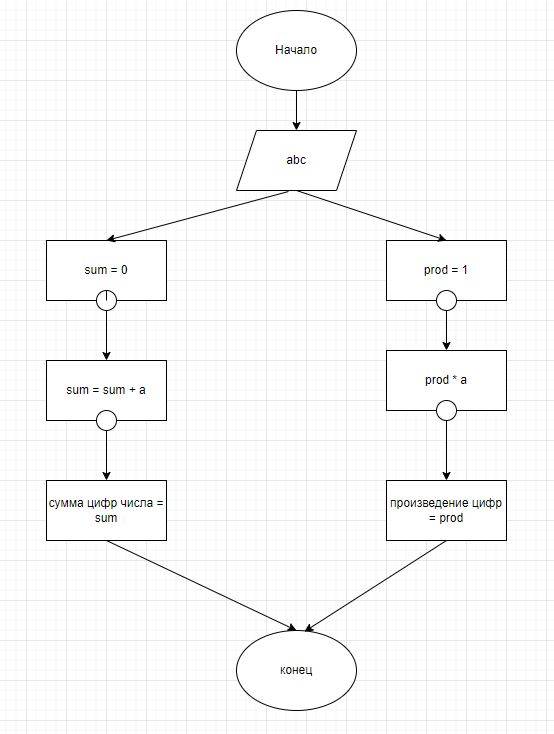 Начало
abc
sum = 0
prod = 1
sum = sum + a
prod * a
сумма цифр числа =
sum
произведение цифр
= prod
конец